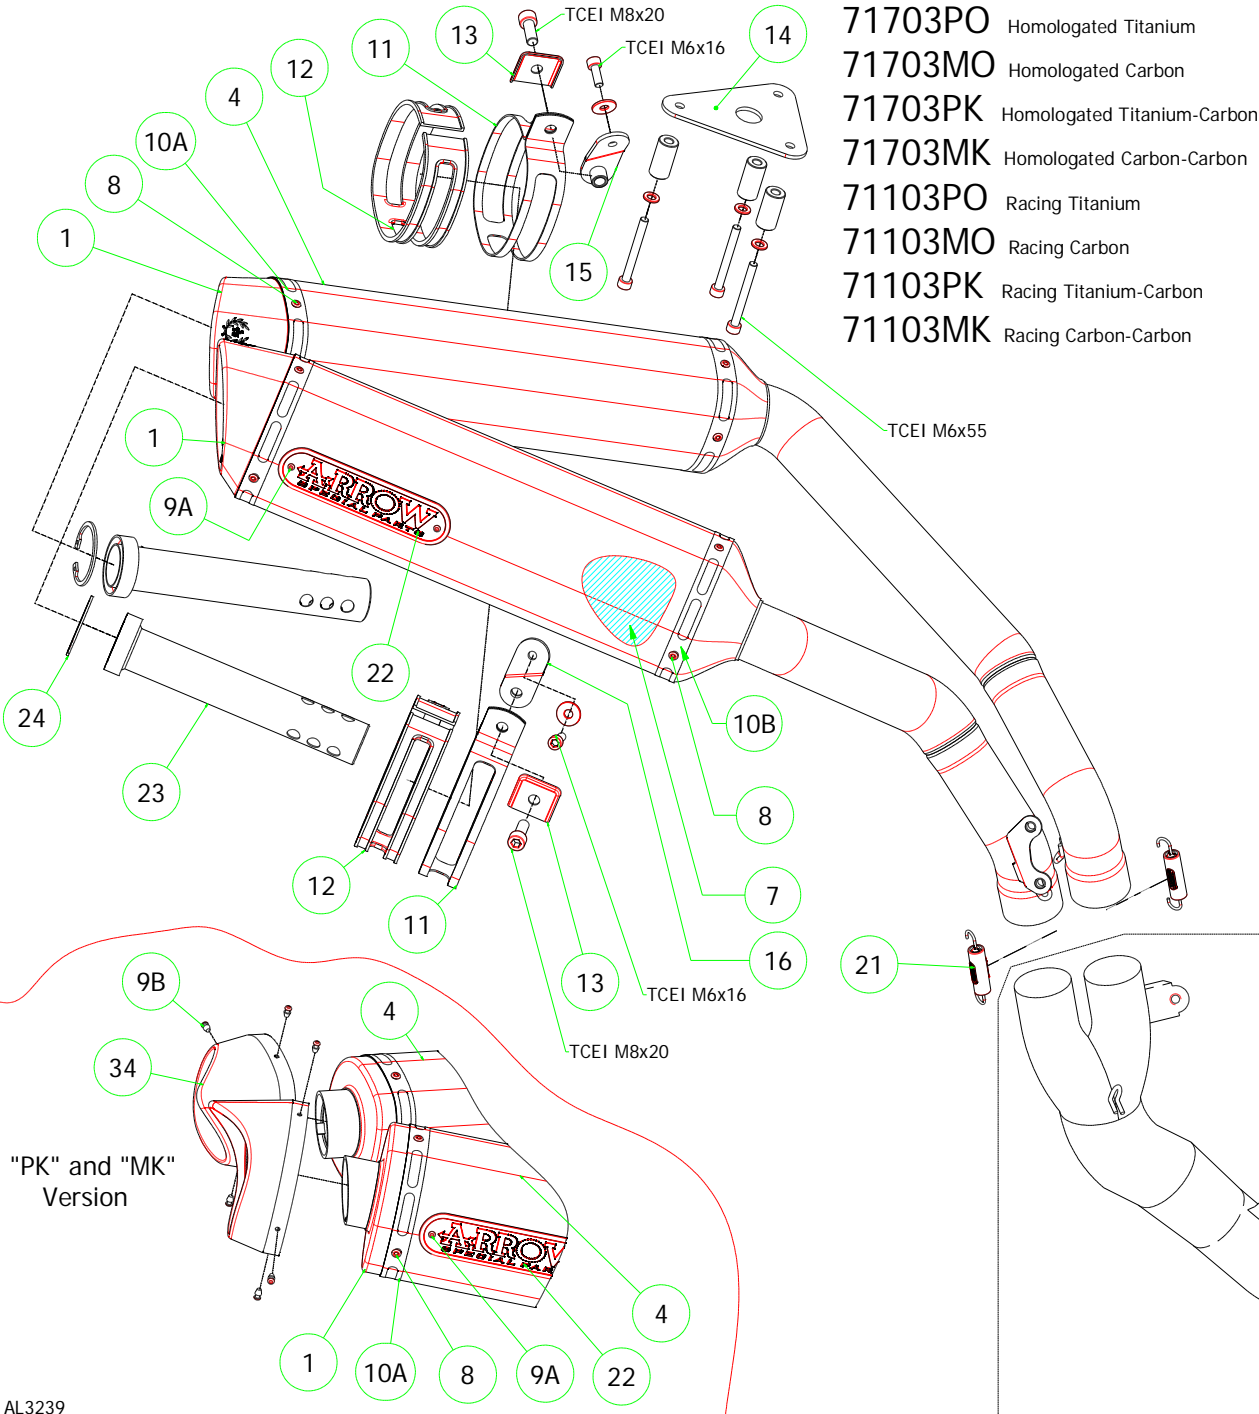 71703PO Homologated Titanium
71703MO Homologated Carbon
71703PK Homologated Titanium-Carbon
71703MK Homologated Carbon-Carbon
71103PO Racing Titanium
71103MO Racing Carbon
71103PK Racing Titanium-Carbon
71103MK Racing Carbon-Carbon
TCEI M8x20
13
14
11
TCEI M6x16
12
4
10A
8
1
15
TCEI M6x55
1
9A
ARROW
SPECIAL PARTS
22
24
10B
23
8
12
7
11
16
21
13
9B
TCEI M6x16
4
TCEI M8x20
34
"PK" and "MK"
Version
ARROW
SPECIAL PAR
4
1
10A
8
9A
22
AL3239